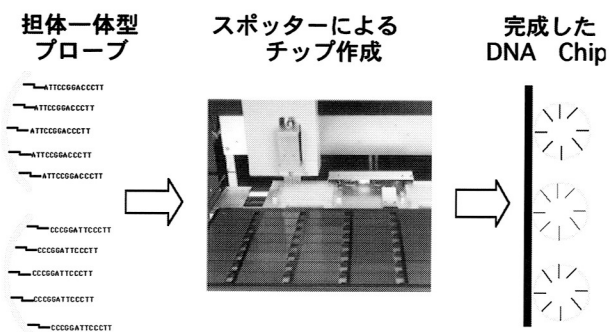 担体一体型
プローブ
スポッターによる
チップ作成
完成した
DNA Chip
ATTCCGGACCCTT
ATTCCGGACCCTT
ATTCCGGACCCTT
ATTCCGGACCCTT
ATTCCGGACCCTT
CCCGGATTCCCTT
CCCGGATTCCCTT
CCCGGATTCCCTT
CCCGGATTCCCTT
CCCGGATTCCCTT